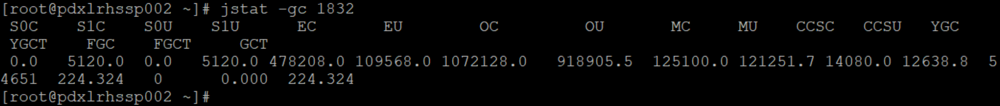 [root@pdxlrhssp002 ~]# jstat -gc 1832
 S0C    S1C    S0U    S1U      EC       EU        OC         OU       MC     MU    CCSC   CCSU   YGC
 YGCT    FGC    FGCT     GCT
 0.0   5120.0  0.0   5120.0 478208.0 109568.0 1072128.0   918905.5  125100.0 121251.7 14080.0 12638.8  5
4651  224.324   0      0.000  224.324
[root@pdxlrhssp002 ~]#